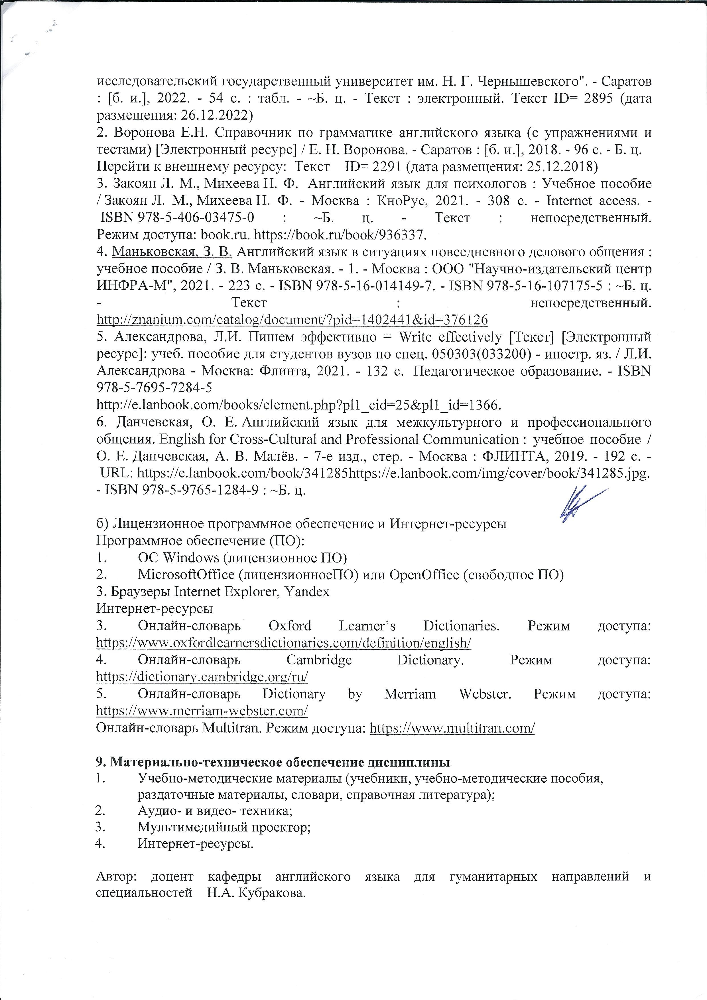 исследовательский государственный университет им. Н. Г. Чернышевского". - Саратов
: [б. и.], 2022. - 54 с. : табл. - ~Б. ц. - Текст : электронный. Текст ID= 2895 (дата
размещения: 26.12.2022)
2. Воронова Е.Н. Справочник по грамматике английского языка (с упражнениями и
тестами) [Электронный ресурс] / Е. Н. Воронова. - Саратов : [б. и.], 2018. - 96 с. - Б. ц.
Перейти к внешнему ресурсу: Текст ID= 2291 (дата размещения: 25.12.2018)
3. Закоян Л. М., Михеева Н. Ф. Английский язык для психологов : Учебное пособие
/ Закоян Л. М., Михеева Н. Ф. - Москва : КноРус, 2021. - 308 с. - Internet access. -
ISBN 978-5-406-03475-0 : ~Б. ц. - Текст : непосредственный.
Режим доступа: book.ru. https://book.ru/book/936337.
4. Маньковская, З. В. Английский язык в ситуациях повседневного делового общения :
учебное пособие / З. В. Маньковская. - 1. - Москва : ООО "Научно-издательский центр
ИНФРА-М", 2021. - 223 с. - ISBN 978-5-16-014149-7. - ISBN 978-5-16-107175-5 : ~Б. ц.
- Текст : непосредственный.
http://znanium.com/catalog/document/?pid=1402441&id=376126
5. Александрова, Л.И. Пишем эффективно = Write effectively [Текст] [Электронный
ресурс]: учеб. пособие для студентов вузов по спец. 050303(033200) - иностр. яз. / Л.И.
Александрова - Москва: Флинта, 2021. - 132 с. Педагогическое образование. - ISBN
978-5-7695-7284-5
http://e.lanbook.com/books/element.php?pl1_cid=25&pl1_id=1366.
6. Данчевская, О. Е. Английский язык для межкультурного и профессионального
общения. English for Cross-Cultural and Professional Communication : учебное пособие /
О. Е. Данчевская, А. В. Малёв. - 7-е изд., стер. - Москва : ФЛИНТА, 2019. - 192 с. -
URL: https://e.lanbook.com/book/341285https://e.lanbook.com/img/cover/book/341285.jpg.
- ISBN 978-5-9765-1284-9 : ~Б. ц.
б) Лицензионное программное обеспечение и Интернет-ресурсы
Программное обеспечение (ПО):
1. ОС Windows (лицензионное ПО)
2. MicrosoftOffice (лицензионноеПО) или OpenOffice (свободное ПО)
3. Браузеры Internet Explorer, Yandex
Интернет-ресурсы
3. Онлайн-словарь Oxford Learner’s Dictionaries. Режим доступа:
https://www.oxfordlearnersdictionaries.com/definition/english/
4. Онлайн-словарь Cambridge Dictionary. Режим доступа:
https://dictionary.cambridge.org/ru/
5. Онлайн-словарь Dictionary by Merriam Webster. Режим доступа:
https://www.merriam-webster.com/
Онлайн-словарь Multitran. Режим доступа: https://www.multitran.com/
9. Материально-техническое обеспечение дисциплины
1. Учебно-методические материалы (учебники, учебно-методические пособия,
раздаточные материалы, словари, справочная литература);
2. Аудио- и видео- техника;
3. Мультимедийный проектор;
4. Интернет-ресурсы.
Автор: доцент кафедры английского языка для гуманитарных направлений и
специальностей Н.А. Кубракова.